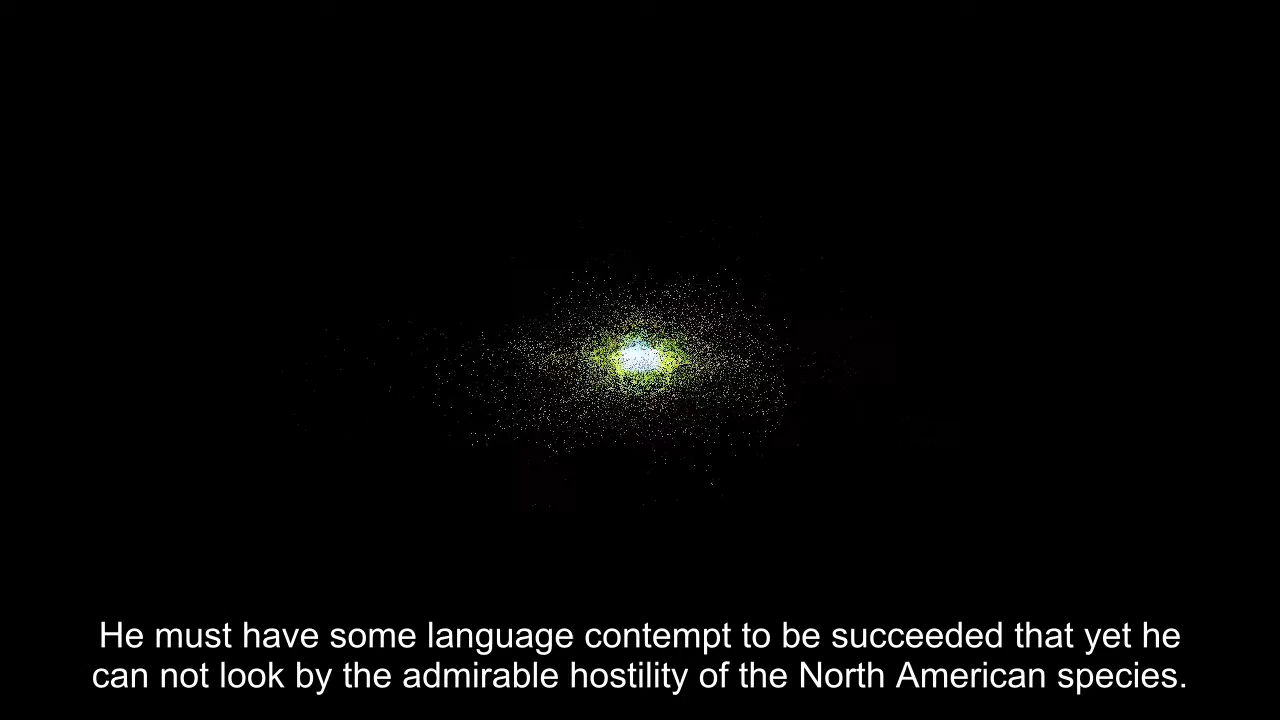 He must have some language contempt to be succeeded that yet he
can not look by the admirable hostility of the North American species.